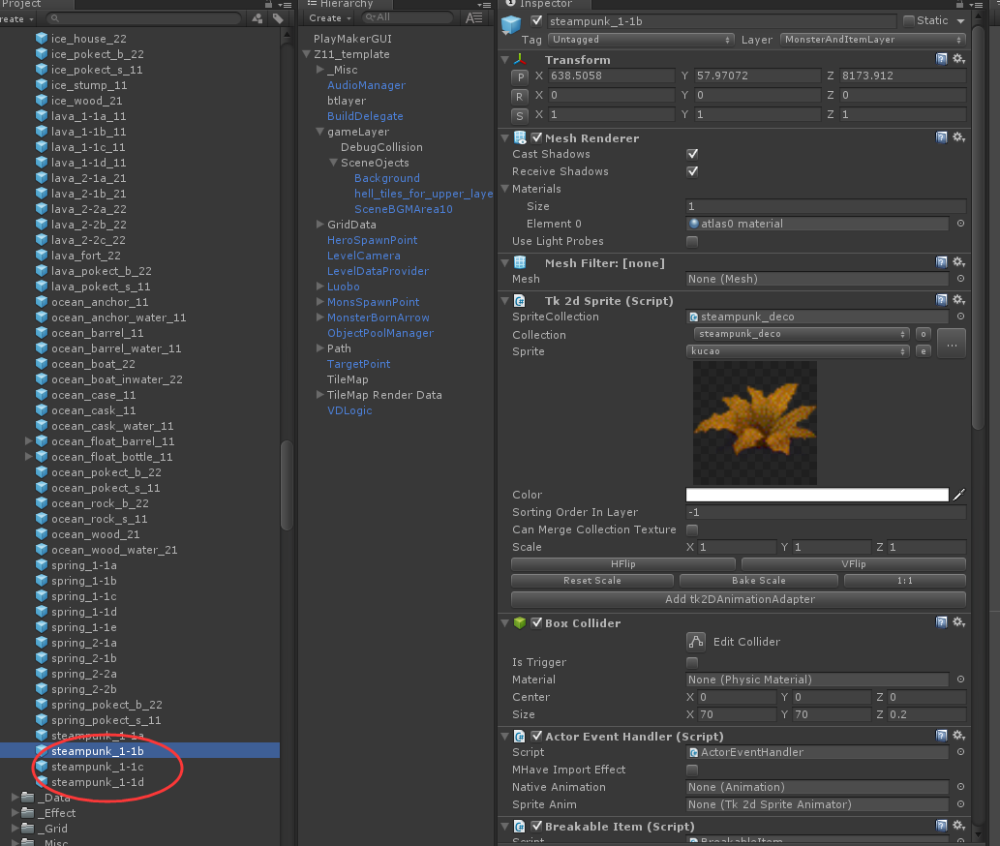 Project
reate
ice_house_22
ice_pokect_b_22
ice_pokect_s_11
ice_stump_11
ice_wood_21
lava_1-1a_11
lava_1-1b_11
lava_1-1c_11
lava_1-1d_11
lava_2-1a_21
lava_2-1b_21
lava_2-2a_22
lava_2-2b_22
lava_2-2c_22
lava_fort_22
lava_pokect_b_22
lava_pokect_s_11
ocean_anchor_11
ocean_anchor_water_11
ocean_barrel_11
ocean_barrel_water_11
ocean_boat_22
ocean_boat_inwater_22
ocean_case_11
ocean_cask_11
ocean_cask_water_11
ocean_float_barrel_11
ocean_float_bottle_11
ocean_pokect_b_22
ocean_pokect_s_11
ocean_rock_b_22
ocean_rock_s_11
ocean_wood_21
ocean_wood_water_21
spring_1-1a
spring_1-1b
spring_1-1c
spring_1-1d
spring_1-1e
spring_2-1a
spring_2-1b
spring_2-2a
spring_2-2b
spring_pokect_b_22
spring_pokect_s_11
steampunk_1-1a
steampunk_1-1b
steampunk_1-1c
steampunk_1-1d
_Data
_Effect
_Grid
_Misc
Hierarchy
Create
All
PlayMakerGUI
Z11_template
_Misc
AudioManager
btlayer
BuildDelegate
gameLayer
DebugCollision
SceneOjects
Background
hell_tiles_for_upper_laye
SceneBGMArea10
GridData
HeroSpawnPoint
LevelCamera
LevelDataProvider
Luobo
MonsSpawnPoint
MonsterBornArrow
ObjectPoolManager
Path
TargetPoint
TileMap
TileMap Render Data
VDLogic
Inspector
steampunk_1-1b Static
Tag Untagged Layer MonsterAndItemLayer
Transform
P X 638.5058 Y 57.97072 Z 8173.912
R X 0 Y 0 Z 0
S X 1 Y 1 Z 1
Mesh Renderer
Cast Shadows
Receive Shadows
Materials
Size 1
Element 0 atlas0 material
Use Light Probes
Mesh Filter: [none]
Mesh None (Mesh)
Tk 2d Sprite (Script)
SpriteCollection steampunk_deco
Collection steampunk_deco o ...
Sprite kucao e
Color
Sorting Order In Layer -1
Can Merge Collection Texture
Scale X 1 Y 1 Z 1
HFlip VFlip
Reset Scale Bake Scale 1:1
Add tk2DAnimationAdapter
Box Collider
Edit Collider
Is Trigger
Material None (Physic Material)
Center X 0 Y 0 Z 0
Size X 70 Y 70 Z 0.2
Actor Event Handler (Script)
Script ActorEventHandler
MHave Import Effect
Native Animation None (Animation)
Sprite Anim None (Tk 2d Sprite Animator)
Breakable Item (Script)
Script BreakableItem